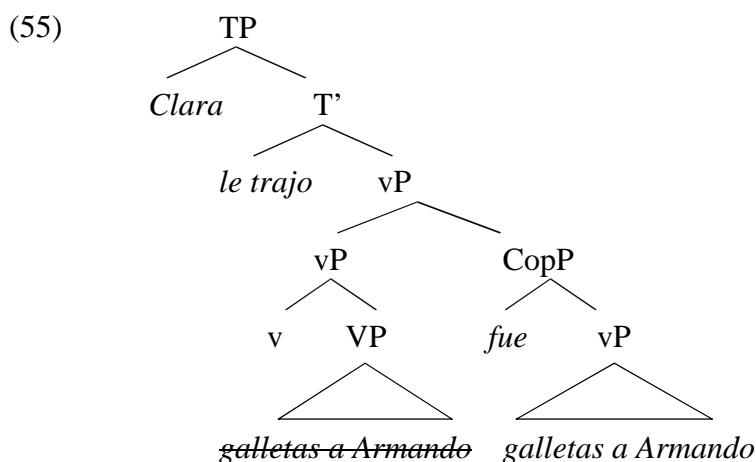 (55) TP
Clara T’
le trajo vP
vP CopP
v VP fue vP
galletas a Armando galletas a Armando